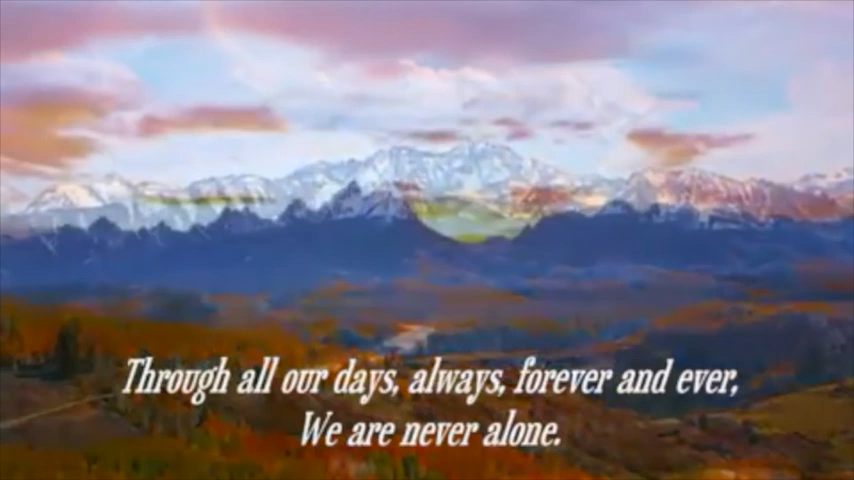 Through all our days, always, forever and ever,
We are never alone.